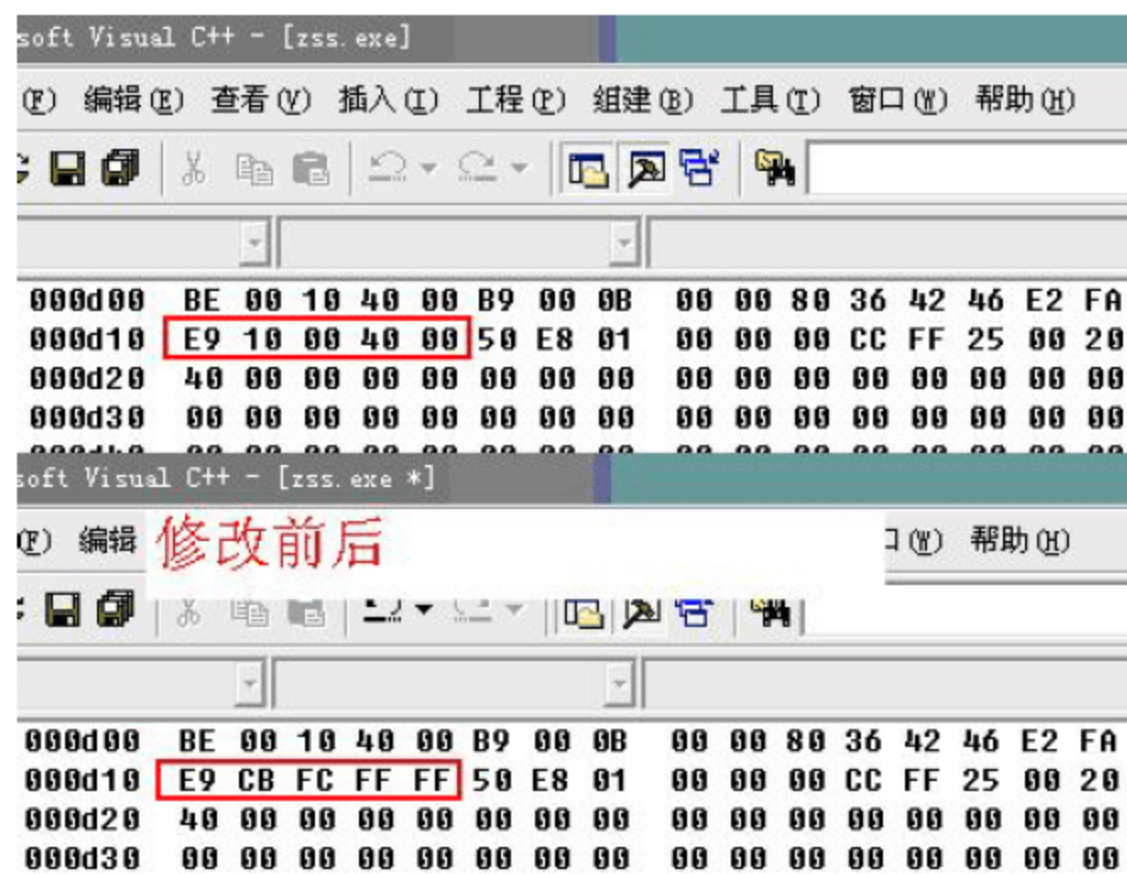 soft Visual C++ - [zss.exe]
(F) 编辑(E) 查看(V) 插入(I) 工程(P) 组建(B) 工具(T) 窗口(W) 帮助(H)
000d00 BE 00 10 40 00 B9 00 0B 00 00 80 36 42 46 E2 FA
000d10 E9 10 00 40 00 50 E8 01 00 00 00 CC FF 25 00 20
000d20 40 00 00 00 00 00 00 00 00 00 00 00 00 00 00 00
000d30 00 00 00 00 00 00 00 00 00 00 00 00 00 00 00 00
soft Visual C++ - [zss.exe *]
(F) 编辑 修改前后 口(W) 帮助(H)
000d00 BE 00 10 40 00 B9 00 0B 00 00 80 36 42 46 E2 FA
000d10 E9 CB FC FF FF 50 E8 01 00 00 00 CC FF 25 00 20
000d20 40 00 00 00 00 00 00 00 00 00 00 00 00 00 00 00
000d30 00 00 00 00 00 00 00 00 00 00 00 00 00 00 00 00